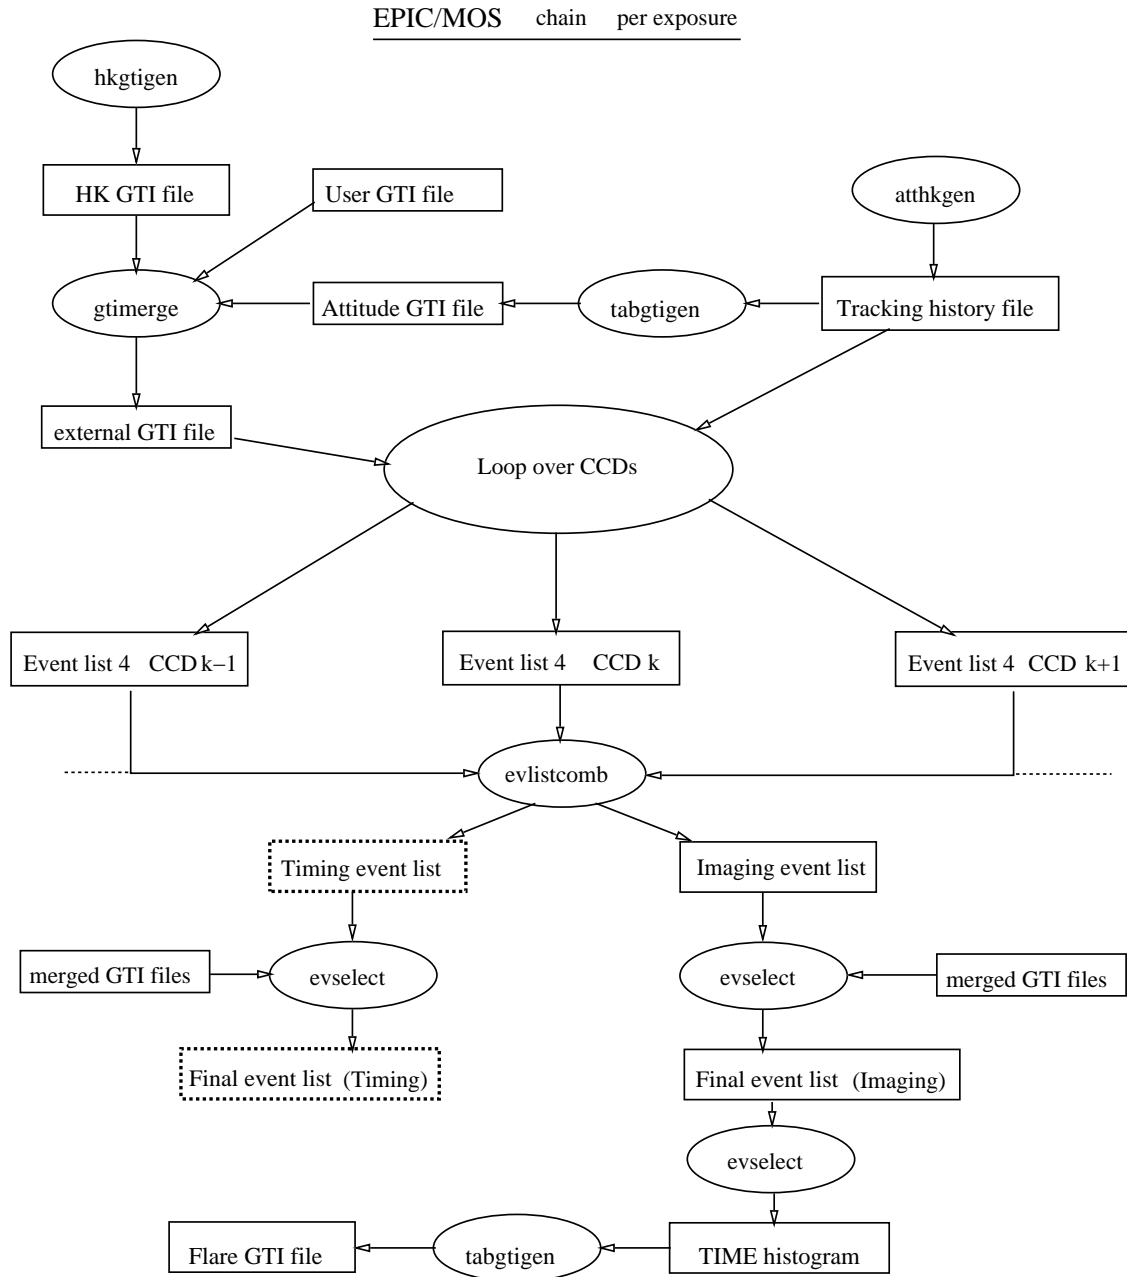 EPIC/MOS chain per exposure
hkgtigen
HK GTI file
User GTI file
atthkgen
gtimerge
Attitude GTI file
tabgtigen
Tracking history file
external GTI file
Loop over CCDs
Event list 4 CCD k−1
Event list 4 CCD k
Event list 4 CCD k+1
evlistcomb
Timing event list
Imaging event list
merged GTI files
evselect
evselect
merged GTI files
Final event list (Timing)
Final event list (Imaging)
evselect
Flare GTI file
tabgtigen
TIME histogram